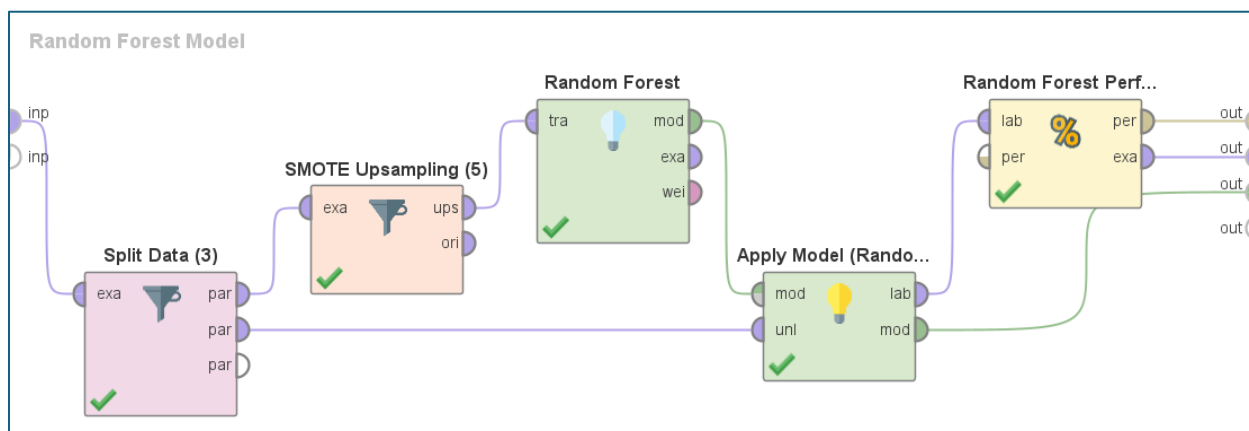 Random Forest Model
inp
inp
Split Data (3)
exa
par
par
par
SMOTE Upsampling (5)
exa
ups
ori
Random Forest
tra
mod
exa
wei
Apply Model (Rando...
mod
unl
lab
mod
Random Forest Perf...
lab
per
%
per
exa
out
out
out
out